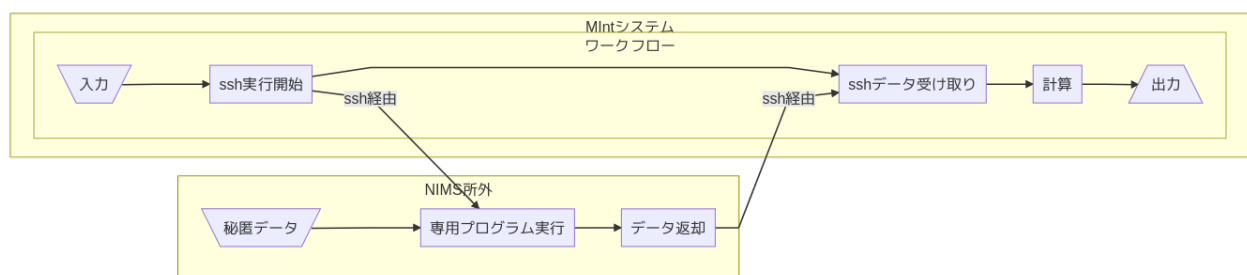 MIntシステム
ワークフロー
入力
ssh実行開始
ssh経由
ssh経由
sshデータ受け取り
計算
出力
NIMS所外
秘匿データ
専用プログラム実行
データ返却